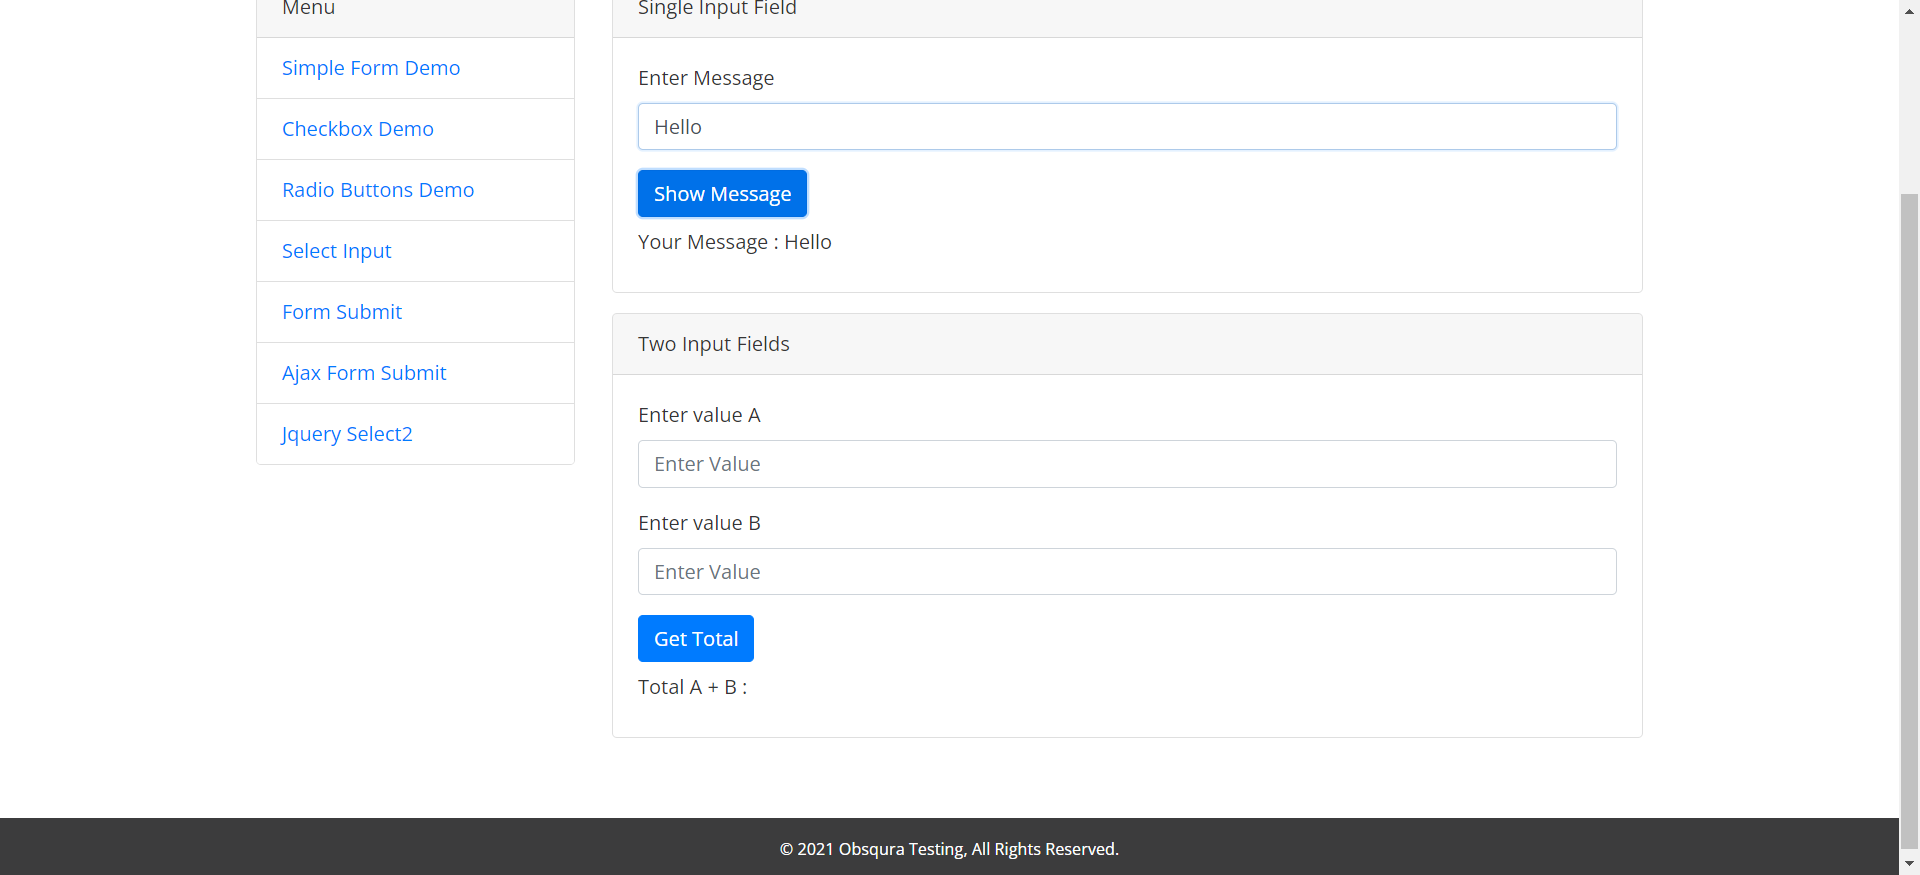 Menu
Simple Form Demo
Checkbox Demo
Radio Buttons Demo
Select Input
Form Submit
Ajax Form Submit
Jquery Select2
Single Input Field
Enter Message
Hello
Show Message
Your Message : Hello
Two Input Fields
Enter value A
Enter Value
Enter value B
Enter Value
Get Total
Total A + B :
© 2021 Obsqura Testing, All Rights Reserved.